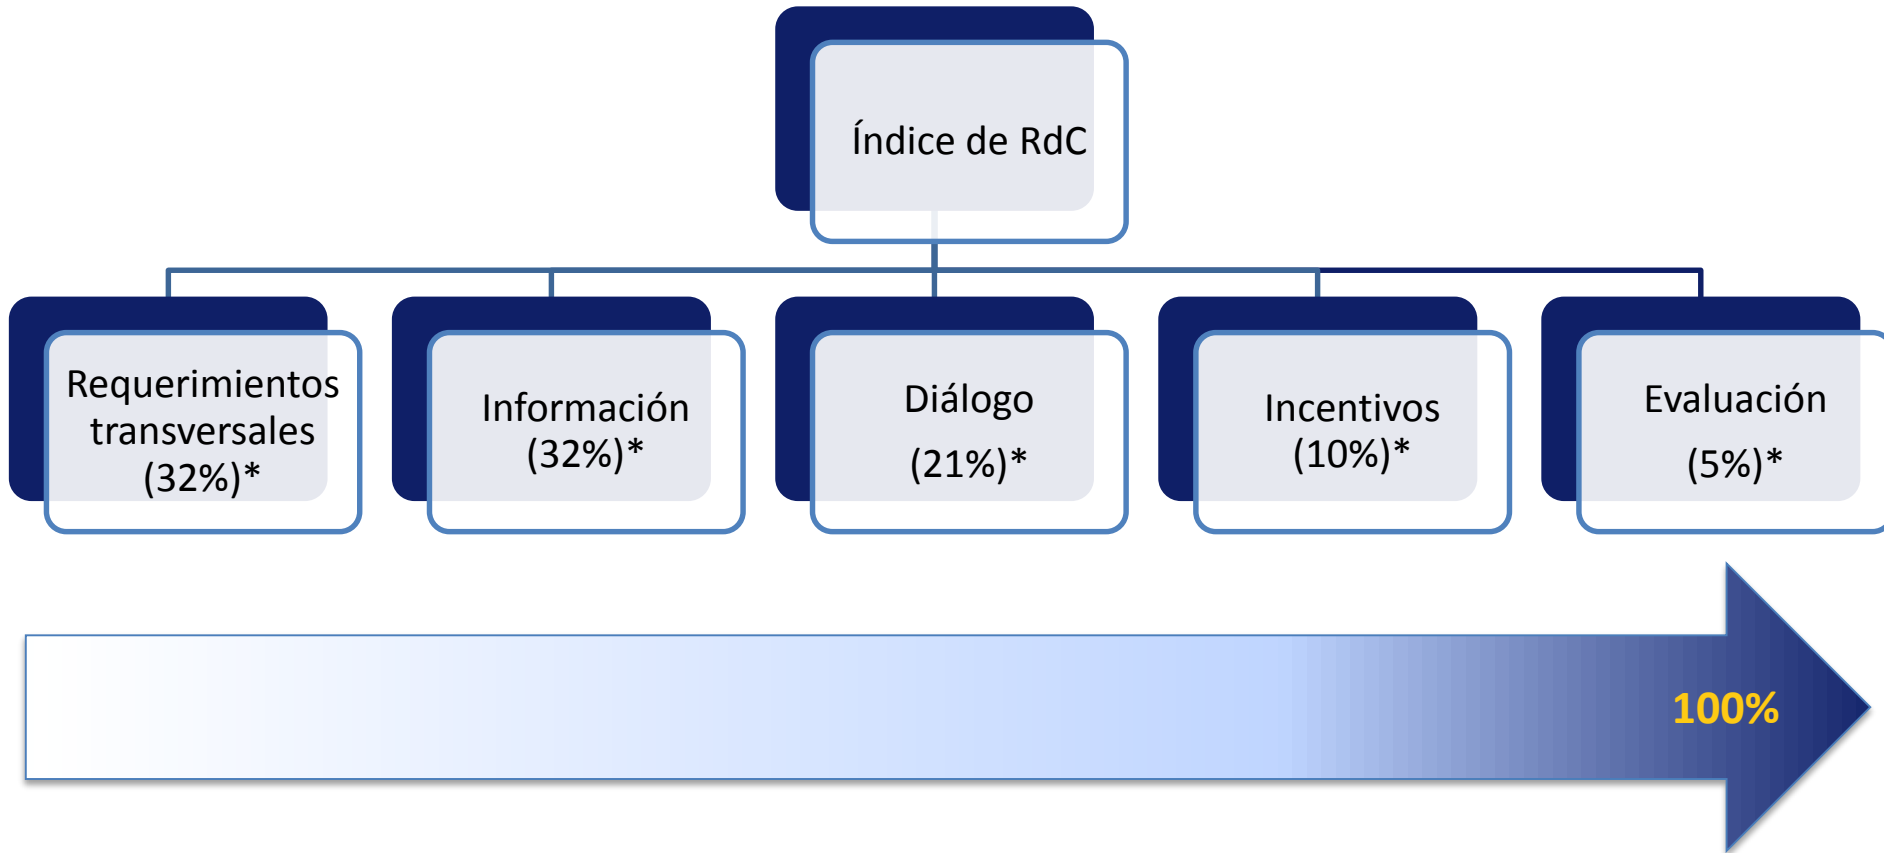 Índice de RdC
Requerimientos
transversales
(32%)*
Información
(32%)*
Diálogo
(21%)*
Incentivos
(10%)*
Evaluación
(5%)*
100%